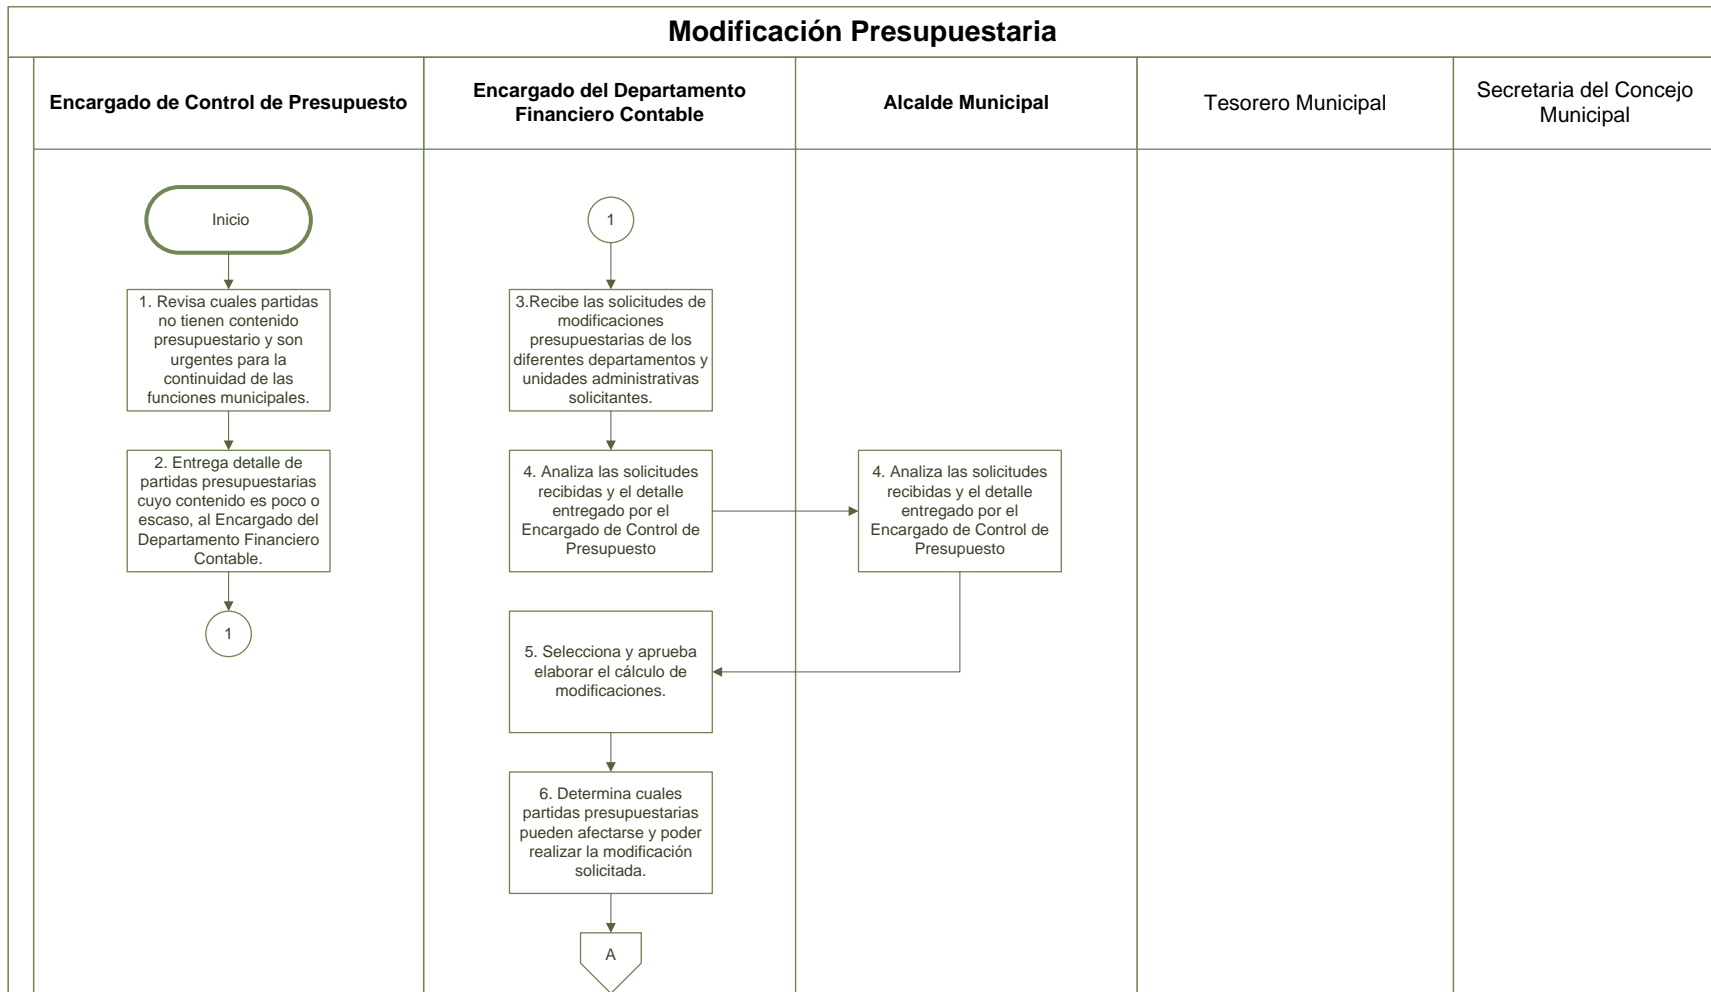 Modificación Presupuestaria
Encargado de Control de Presupuesto
Encargado del Departamento
Financiero Contable
Alcalde Municipal
Tesorero Municipal
Secretaria del Concejo
Municipal
Inicio
1. Revisa cuales partidas
no tienen contenido
presupuestario y son
urgentes para la
continuidad de las
funciones municipales.
2. Entrega detalle de
partidas presupuestarias
cuyo contenido es poco o
escaso, al Encargado del
Departamento Financiero
Contable.
1
1
3.Recibe las solicitudes de
modificaciones
presupuestarias de los
diferentes departamentos y
unidades administrativas
solicitantes.
4. Analiza las solicitudes
recibidas y el detalle
entregado por el
Encargado de Control de
Presupuesto
4. Analiza las solicitudes
recibidas y el detalle
entregado por el
Encargado de Control de
Presupuesto
5. Selecciona y aprueba
elaborar el cálculo de
modificaciones.
6. Determina cuales
partidas presupuestarias
pueden afectarse y poder
realizar la modificación
solicitada.
A